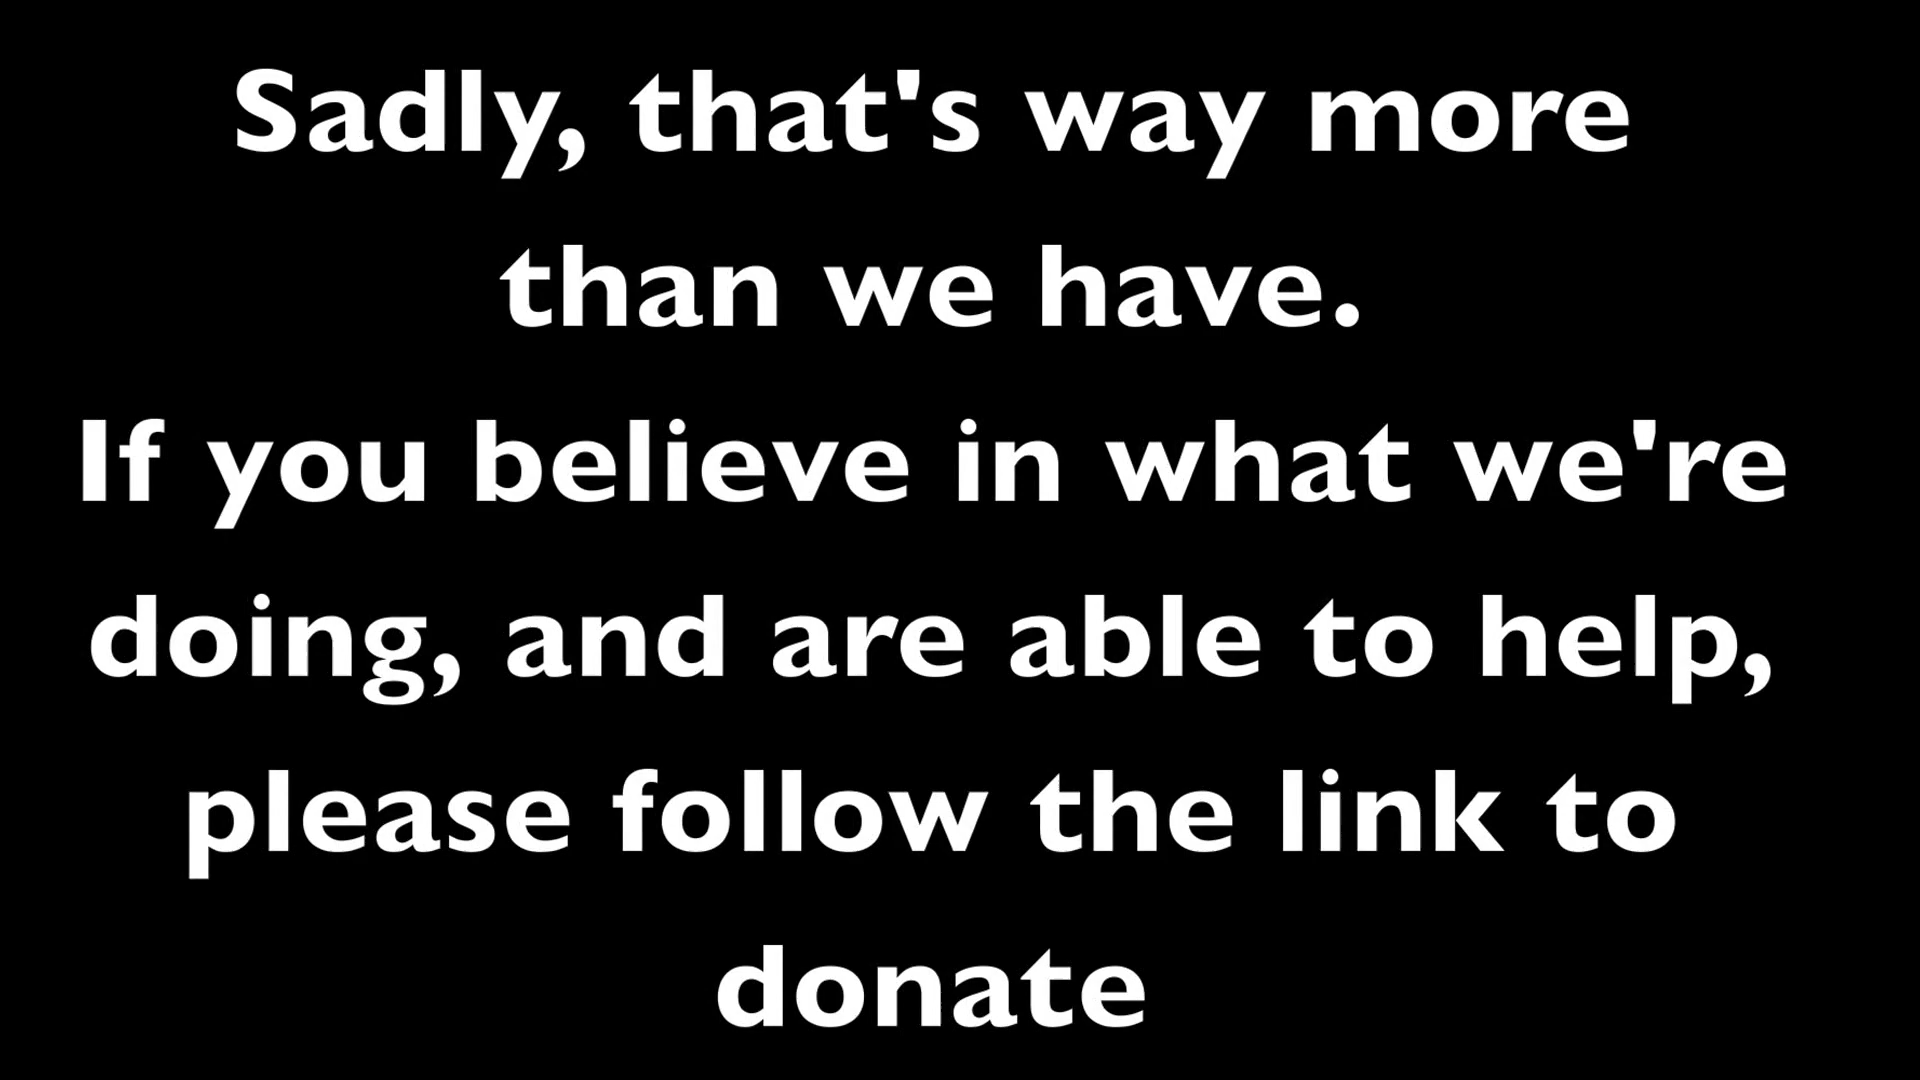 Sadly, that's way more
than we have.
If you believe in what we're
doing, and are able to help,
please follow the link to
donate